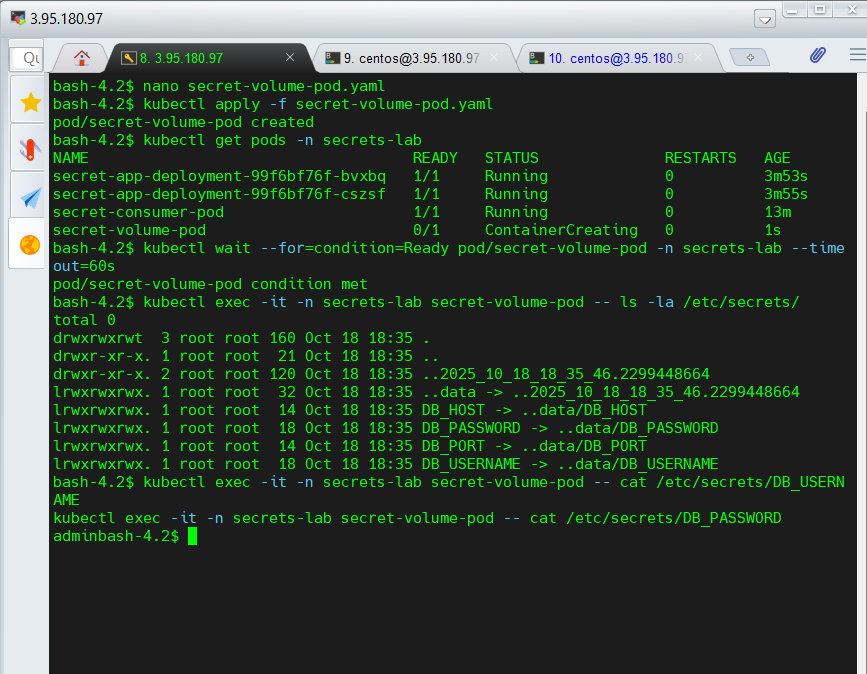 3.95.180.97
Qu
8. 3.95.180.97
9. centos@3.95.180.97
10. centos@3.95.180.97
bash-4.2$ nano secret-volume-pod.yaml
bash-4.2$ kubectl apply -f secret-volume-pod.yaml
pod/secret-volume-pod created
bash-4.2$ kubectl get pods -n secrets-lab
NAME READY STATUS RESTARTS AGE
secret-app-deployment-99f6bf76f-bvxbq 1/1 Running 0 3m53s
secret-app-deployment-99f6bf76f-cszsf 1/1 Running 0 3m55s
secret-consumer-pod 1/1 Running 0 13m
secret-volume-pod 0/1 ContainerCreating 0 1s
bash-4.2$ kubectl wait --for=condition=Ready pod/secret-volume-pod -n secrets-lab --time
out=60s
pod/secret-volume-pod condition met
bash-4.2$ kubectl exec -it -n secrets-lab secret-volume-pod -- ls -la /etc/secrets/
total 0
drwxrwxrwt 3 root root 160 Oct 18 18:35 .
drwxr-xr-x. 1 root root 21 Oct 18 18:35 ..
drwxr-xr-x. 2 root root 120 Oct 18 18:35 ..2025_10_18_18_35_46.2299448664
lrwxrwxrwx. 1 root root 32 Oct 18 18:35 ..data -> ..2025_10_18_18_35_46.2299448664
lrwxrwxrwx. 1 root root 14 Oct 18 18:35 DB_HOST -> ..data/DB_HOST
lrwxrwxrwx. 1 root root 18 Oct 18 18:35 DB_PASSWORD -> ..data/DB_PASSWORD
lrwxrwxrwx. 1 root root 14 Oct 18 18:35 DB_PORT -> ..data/DB_PORT
lrwxrwxrwx. 1 root root 18 Oct 18 18:35 DB_USERNAME -> ..data/DB_USERNAME
bash-4.2$ kubectl exec -it -n secrets-lab secret-volume-pod -- cat /etc/secrets/DB_USERN
AME
kubectl exec -it -n secrets-lab secret-volume-pod -- cat /etc/secrets/DB_PASSWORD
adminbash-4.2$